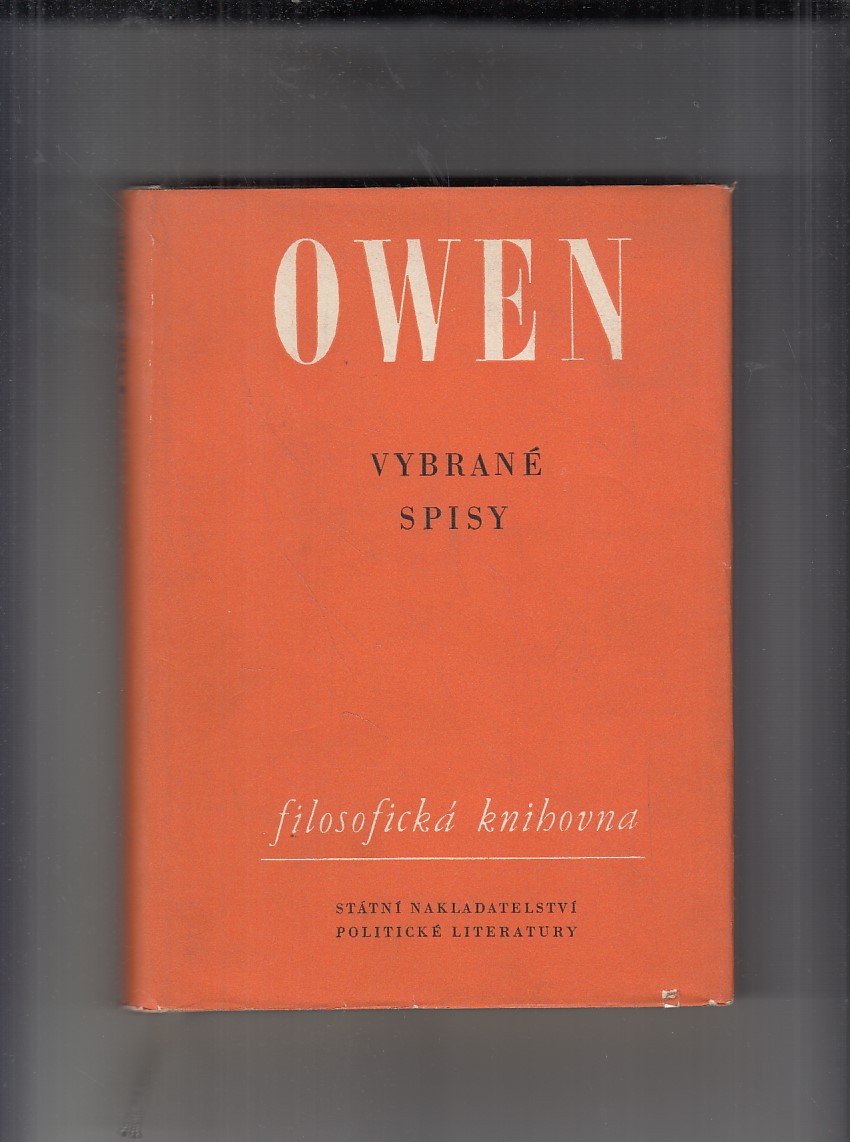 OWEN
VYBRANÉ
SPISY
filosofická knihovna
STÁTNÍ NAKLADATELSTVÍ
POLITICKÉ LITERATURY